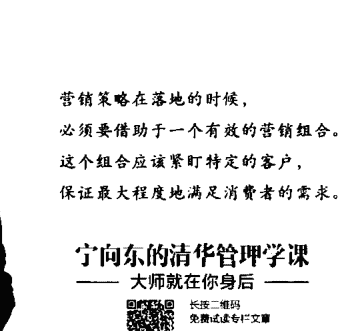 营销策略在落地的时候，
必须要借助于一个有效的营销组合。
这个组合应该紧盯特定的客户，
保证最大程度地满足消费者的需求。
宁向东的清华管理学课
大师就在你身后
长按二维码
免费试读专栏文章